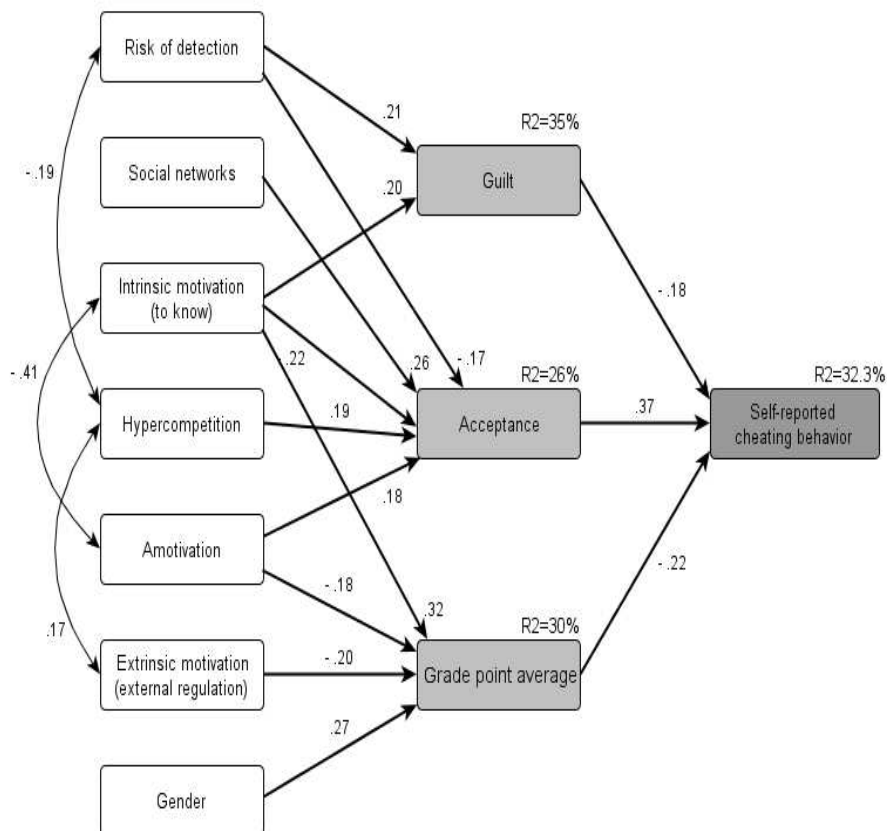 Risk of detection
.21
R2=35%
- .19
Social networks
.20
Guilt
Intrinsic motivation
(to know)
- .18
- .22
.26
- .17
R2=26%
R2=32.3%
- .41
Hypercompetition
.19
Acceptance
.37
Self-reported
cheating behavior
.18
Amotivation
- .18
- .22
.32
R2=30%
.17
Extrinsic motivation
(external regulation)
- .20
Grade point average
.27
Gender